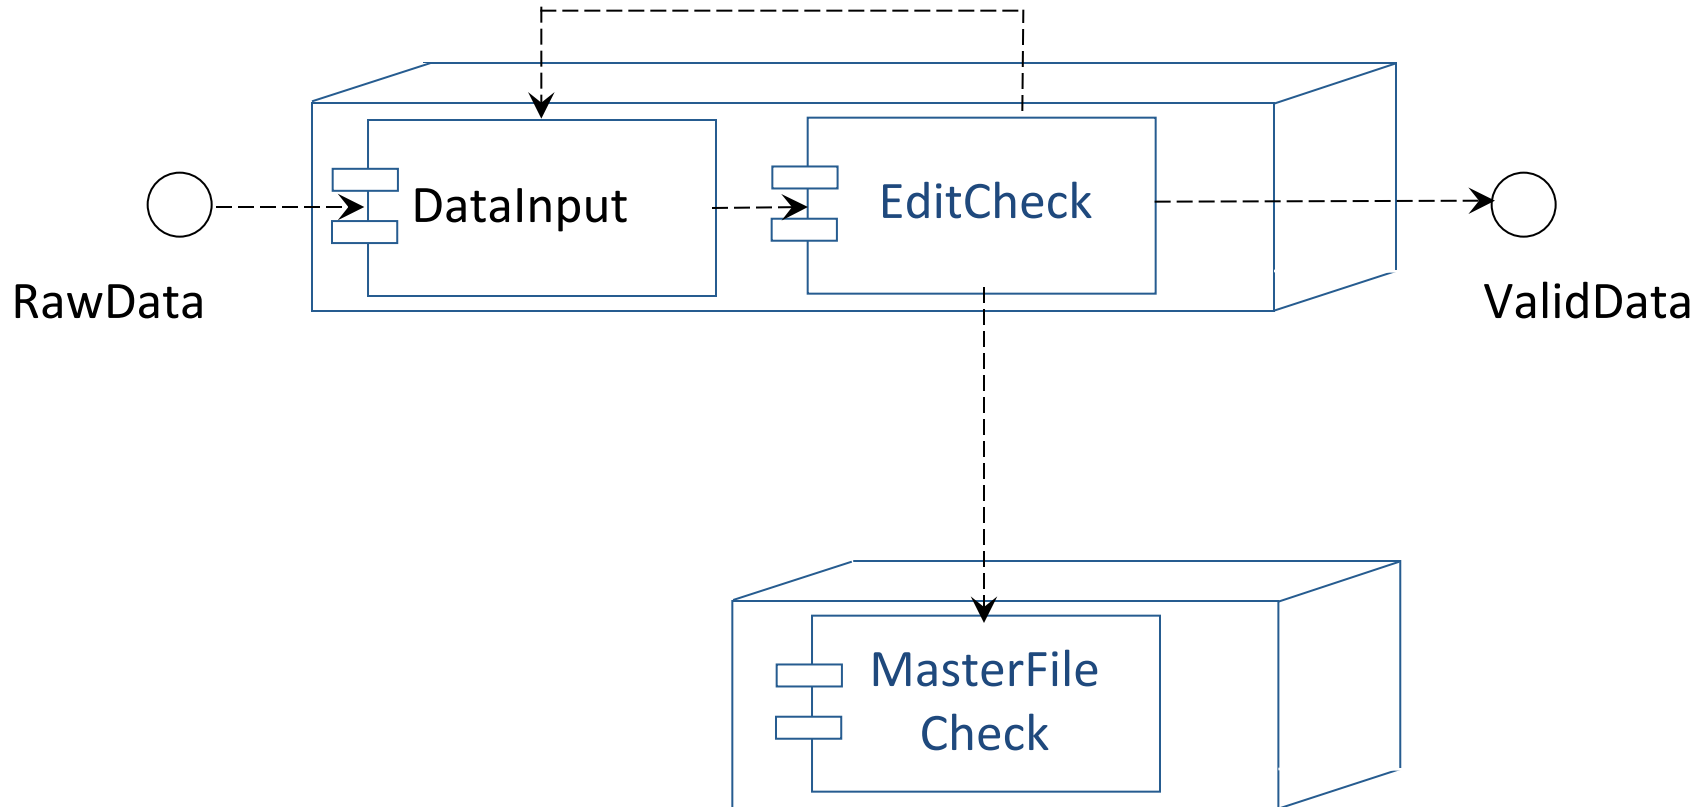 DataInput
EditCheck
RawData
ValidData
MasterFile
Check